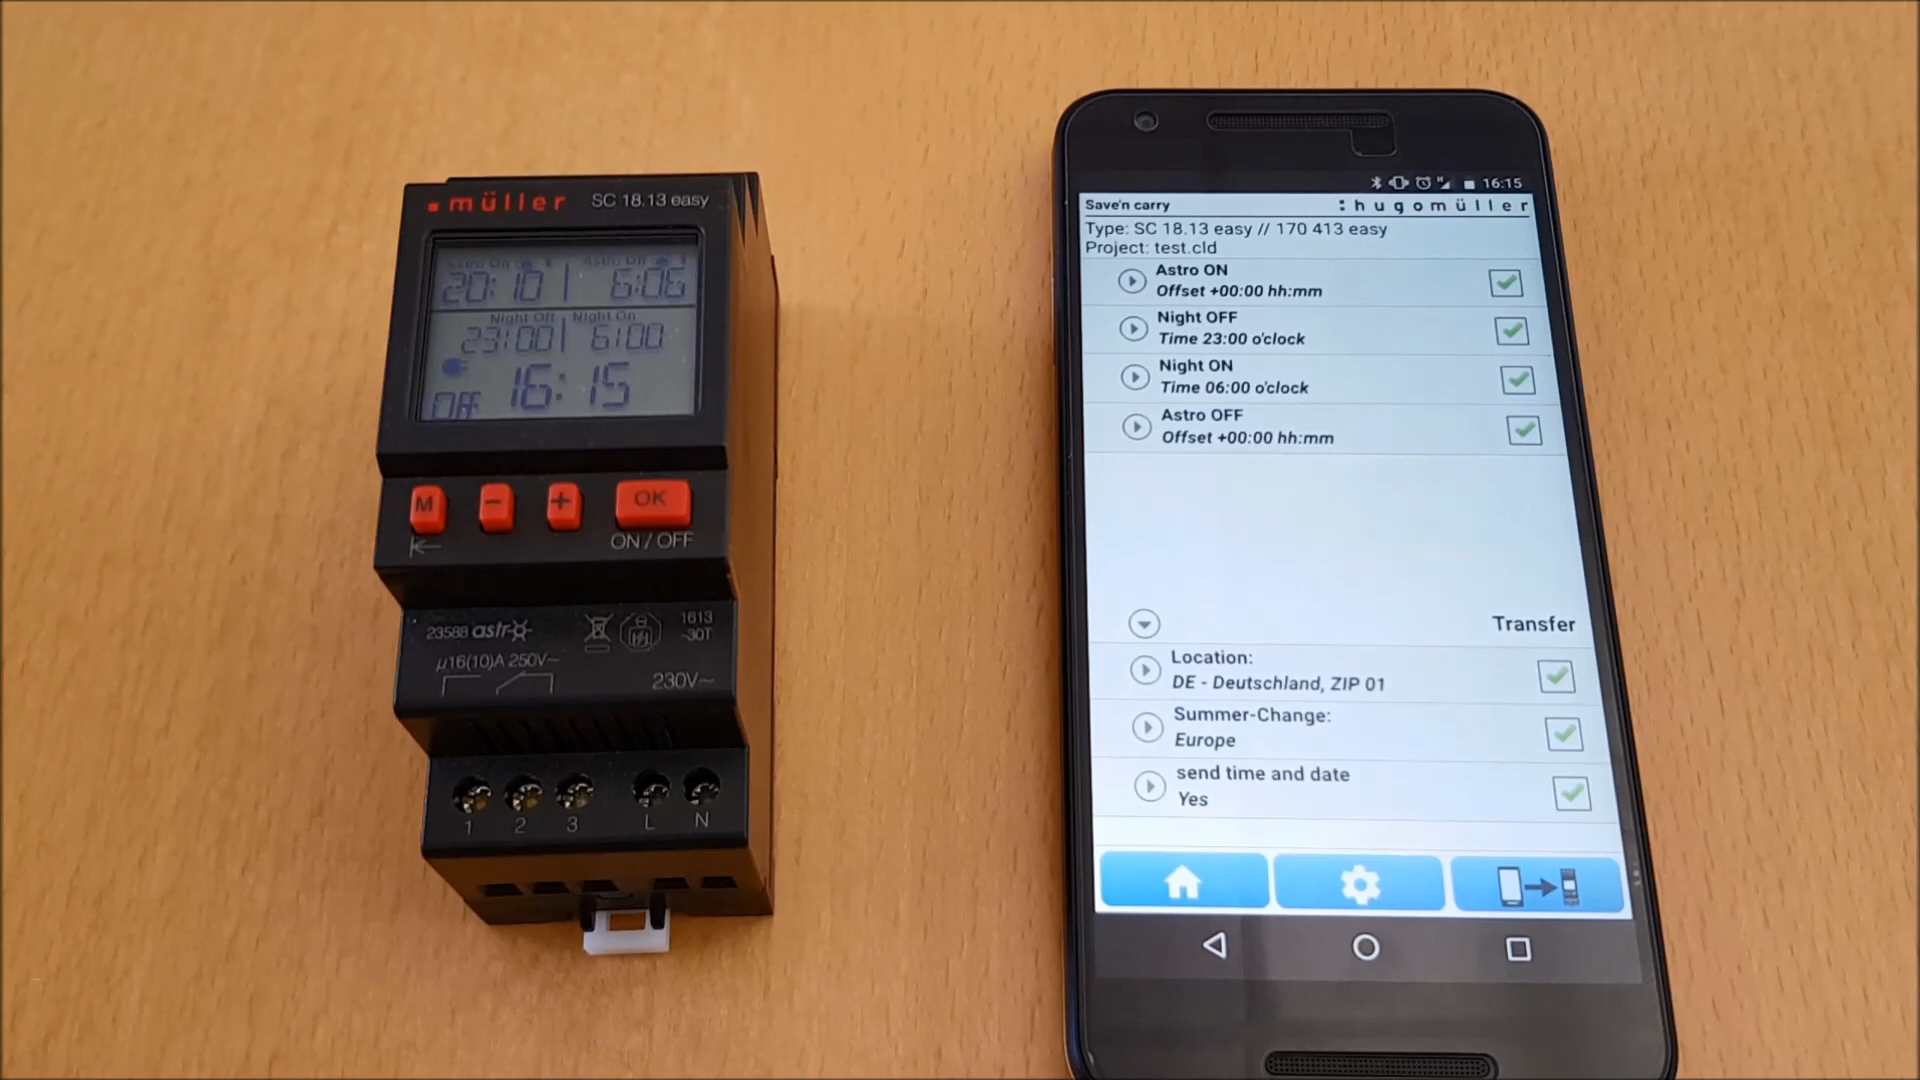 müller SC 18.13 easy
Astro On Astro Off
20:10 6:06
Night Off Night On
23:00 6:00
16:15
OFF
M - + OK
ON / OFF
23588 astro
1613
-30T
µ16(10)A 250V~
230V~
1 2 3 L N
16:15
Save'n carry :hugomüller
Type: SC 18.13 easy // 170 413 easy
Project: test.cld
Astro ON
Offset +00:00 hh:mm
Night OFF
Time 23:00 o'clock
Night ON
Time 06:00 o'clock
Astro OFF
Offset +00:00 hh:mm
Transfer
Location:
DE - Deutschland, ZIP 01
Summer-Change:
Europe
send time and date
Yes